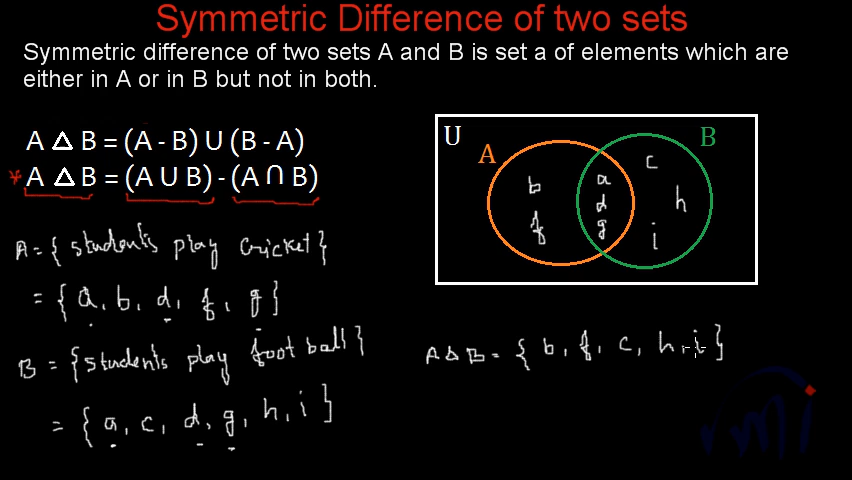 Symmetric Difference of two sets
Symmetric difference of two sets A and B is set a of elements which are
either in A or in B but not in both.
A △ B = (A - B) U (B - A)
* A △ B = (A U B) - (A ∩ B)
A = { students play cricket}
= { a, b, d, f, g }
B = {students play foot ball}
= { a, c, d, g, h, i }
U
A
B
b
f
a
d
g
c
h
i
A △ B = { b, f, c, h, i }
rmi